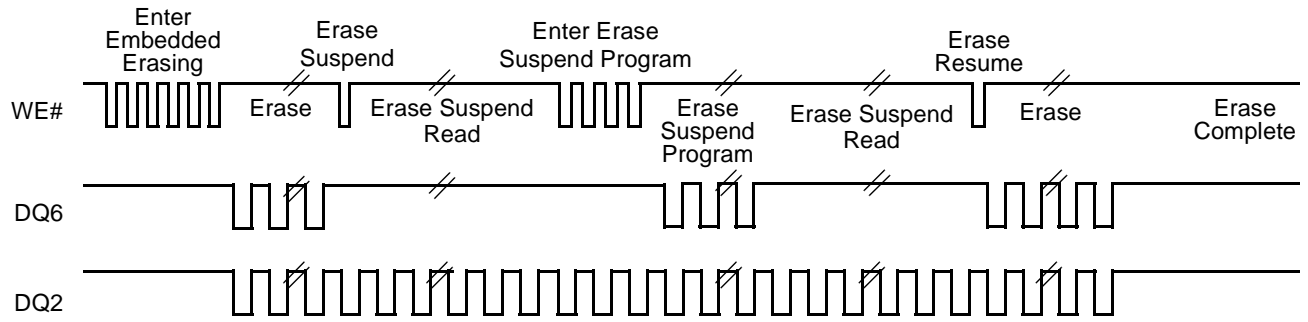 Enter
Embedded
Erasing
Erase
Suspend
Enter Erase
Suspend Program
Erase
Resume
WE#
Erase
Erase Suspend
Read
Erase
Suspend
Program
Erase Suspend
Read
Erase
Erase
Complete
DQ6
DQ2